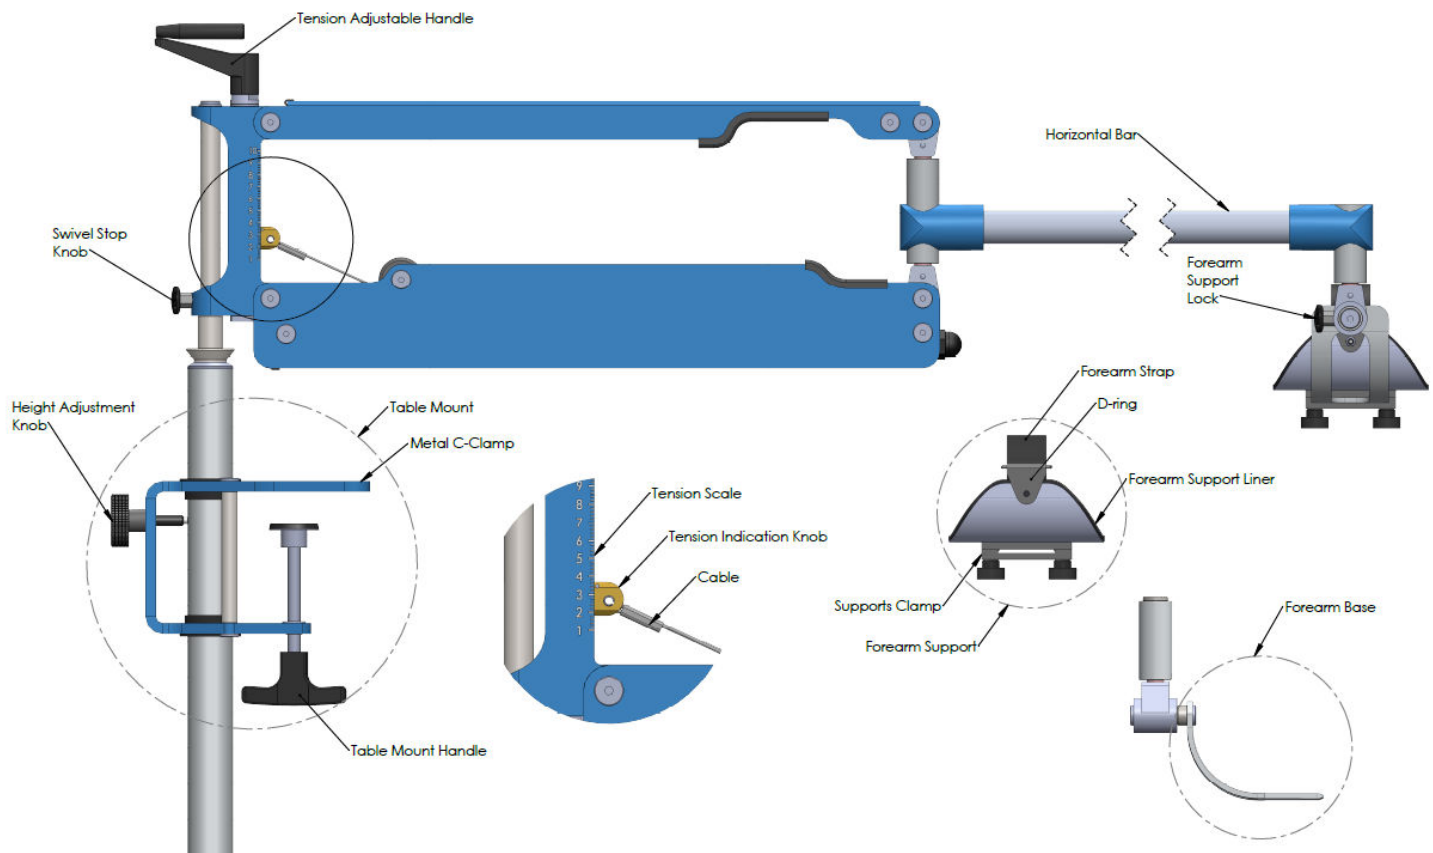 Tension Adjustable Handle
Horizontal Bar
Swivel Stop
Knob
Forearm
Support
Lock
Height Adjustment
Knob
Table Mount
Metal C-Clamp
Forearm Strap
D-ring
Forearm Support Liner
9
8
7
6
5
4
3
2
1
Tension Scale
Tension Indication Knob
Cable
Supports Clamp
Forearm Support
Forearm Base
Table Mount Handle